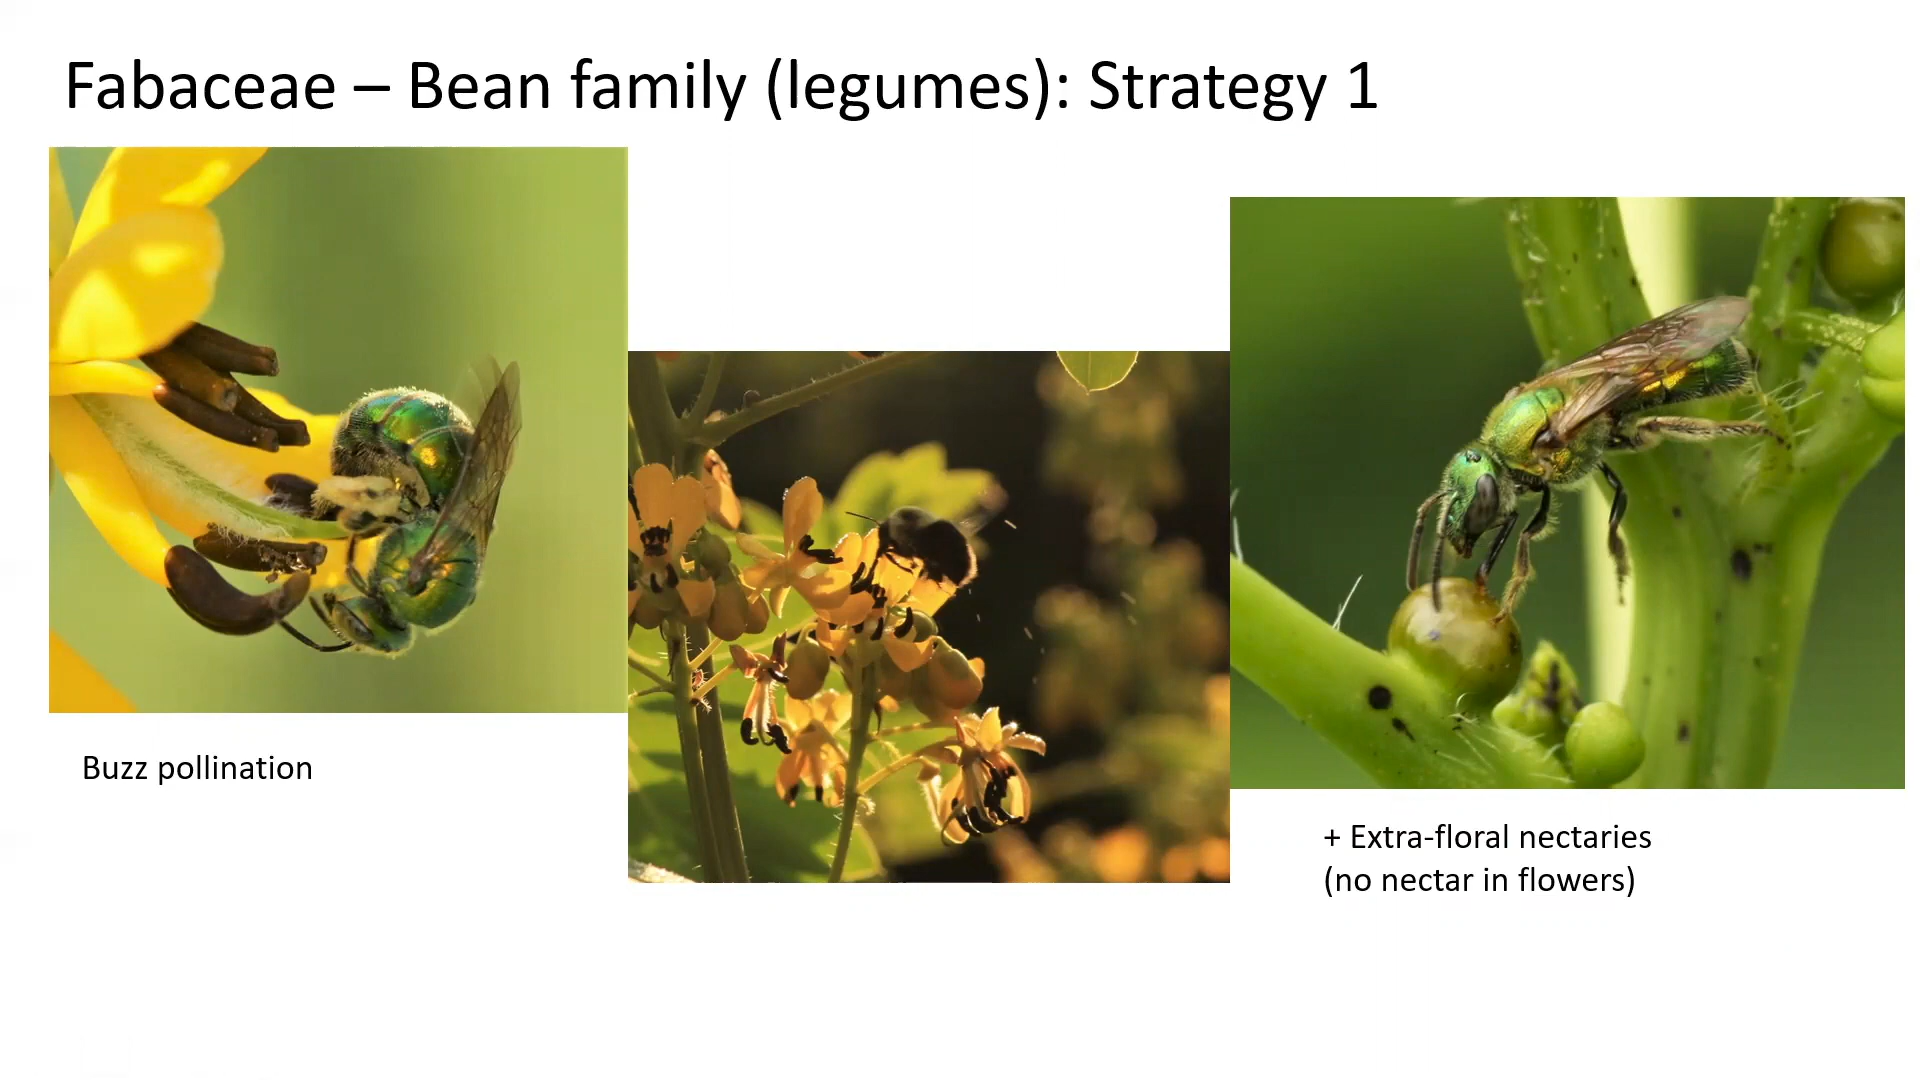 Fabaceae – Bean family (legumes): Strategy 1
Buzz pollination
+ Extra-floral nectaries
(no nectar in flowers)